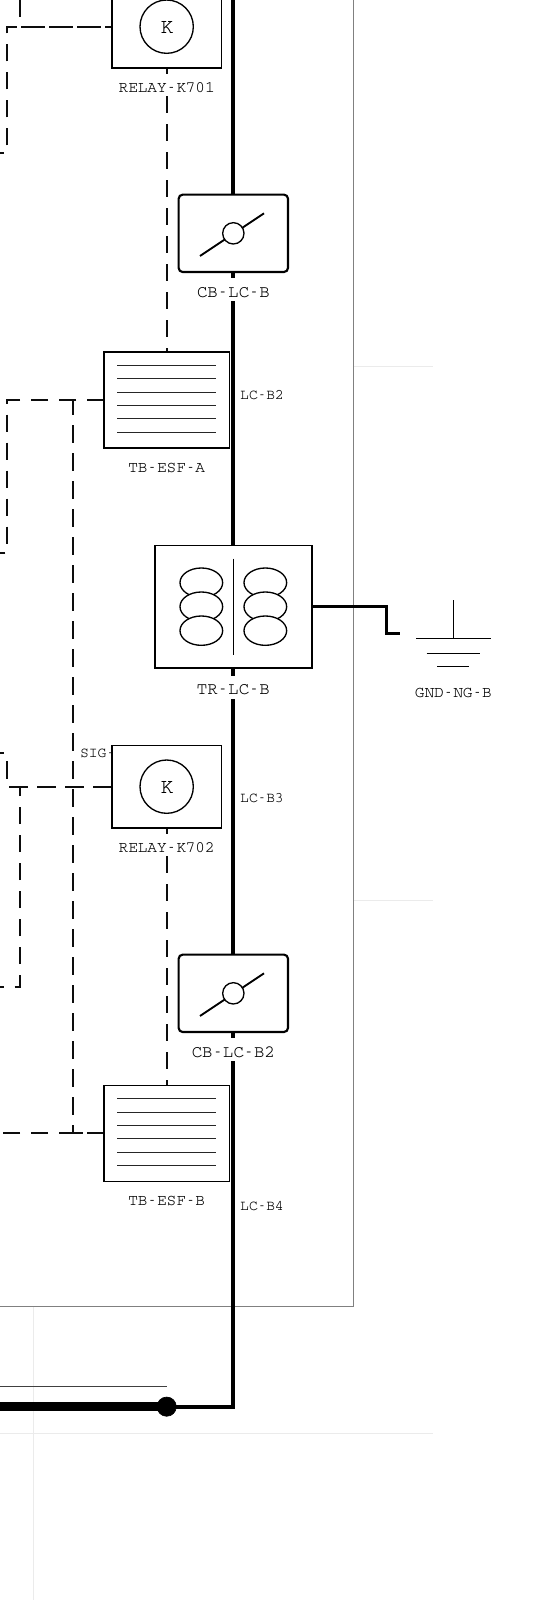 K
RELAY-K701
CB-LC-B
LC-B2
TB-ESF-A
TR-LC-B
GND-NG-B
SIG-
K
LC-B3
RELAY-K702
CB-LC-B2
TB-ESF-B
LC-B4